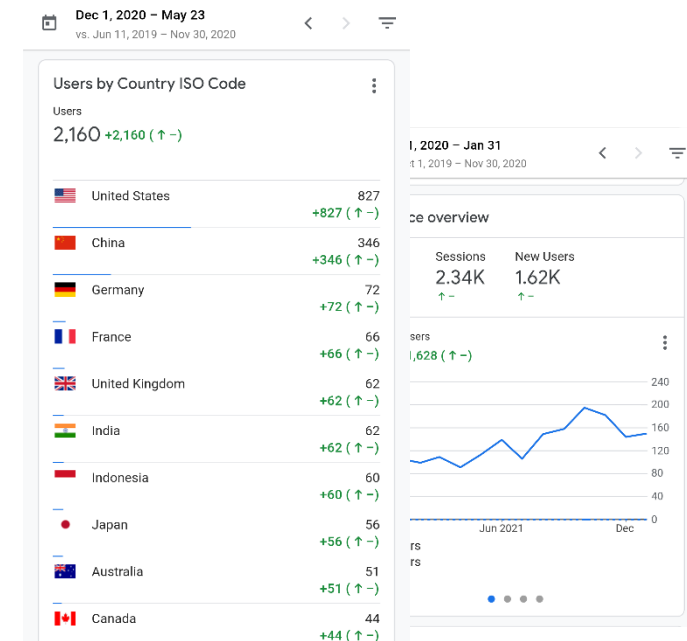 Dec 1, 2020 – May 23
vs. Jun 11, 2019 – Nov 30, 2020
Users by Country ISO Code
Users
2,160 +2,160 (↑ –)
United States 827
+827 (↑ –)
China 346
+346 (↑ –)
Germany 72
+72 (↑ –)
France 66
+66 (↑ –)
United Kingdom 62
+62 (↑ –)
India 62
+62 (↑ –)
Indonesia 60
+60 (↑ –)
Japan 56
+56 (↑ –)
Australia 51
+51 (↑ –)
Canada 44
+44 (↑ –)
1, 2020 – Jan 31
t 1, 2019 – Nov 30, 2020
ce overview
Sessions New Users
2.34K 1.62K
↑ – ↑ –
sers
,628 (↑ –)
240
200
160
120
80
40
0
Jun 2021 Dec
rs
rs